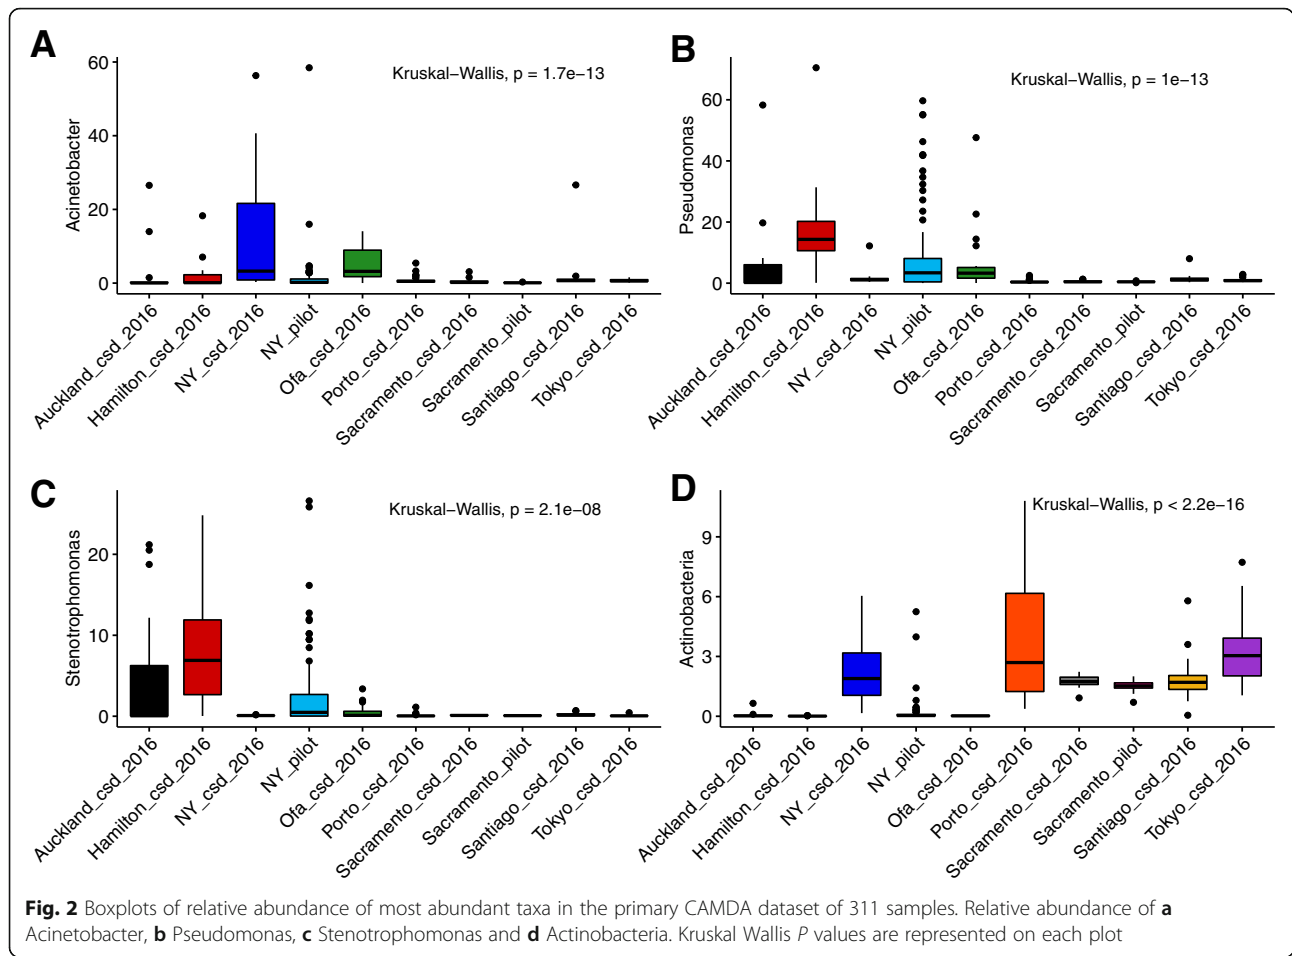 A
Kruskal–Wallis, p = 1.7e–13
Acinetobacter
60
40
20
0
Auckland_csd_2016
Hamilton_csd_2016
NY_csd_2016
NY_pilot
Ofa_csd_2016
Porto_csd_2016
Sacramento_csd_2016
Sacramento_pilot
Santiago_csd_2016
Tokyo_csd_2016
B
Kruskal–Wallis, p = 1e–13
Pseudomonas
60
40
20
0
Auckland_csd_2016
Hamilton_csd_2016
NY_csd_2016
NY_pilot
Ofa_csd_2016
Porto_csd_2016
Sacramento_csd_2016
Sacramento_pilot
Santiago_csd_2016
Tokyo_csd_2016
C
Kruskal–Wallis, p = 2.1e–08
Stenotrophomonas
20
10
0
Auckland_csd_2016
Hamilton_csd_2016
NY_csd_2016
NY_pilot
Ofa_csd_2016
Porto_csd_2016
Sacramento_csd_2016
Sacramento_pilot
Santiago_csd_2016
Tokyo_csd_2016
D
Kruskal–Wallis, p < 2.2e–16
Actinobacteria
9
6
3
0
Auckland_csd_2016
Hamilton_csd_2016
NY_csd_2016
NY_pilot
Ofa_csd_2016
Porto_csd_2016
Sacramento_csd_2016
Sacramento_pilot
Santiago_csd_2016
Tokyo_csd_2016
Fig. 2 Boxplots of relative abundance of most abundant taxa in the primary CAMDA dataset of 311 samples. Relative abundance of a
Acinetobacter, b Pseudomonas, c Stenotrophomonas and d Actinobacteria. Kruskal Wallis P values are represented on each plot